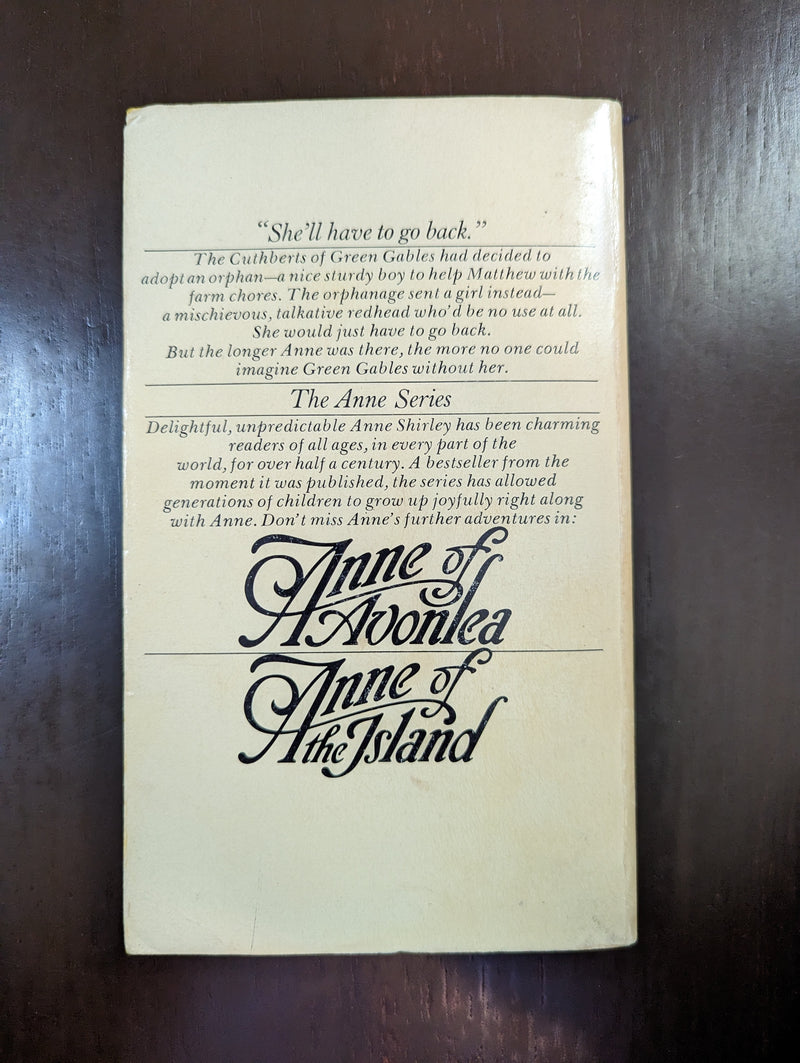 “She’ll have to go back.”
The Cuthberts of Green Gables had decided to
adopt an orphan—a nice sturdy boy to help Matthew with the
farm chores. The orphanage sent a girl instead—
a mischievous, talkative redhead who’d be no use at all.
She would just have to go back.
But the longer Anne was there, the more no one could
imagine Green Gables without her.
The Anne Series
Delightful, unpredictable Anne Shirley has been charming
readers of all ages, in every part of the
world, for over half a century. A bestseller from the
moment it was published, the series has allowed
generations of children to grow up joyfully right along
with Anne. Don’t miss Anne’s further adventures in:
Anne of
Avonlea
Anne of
the Island